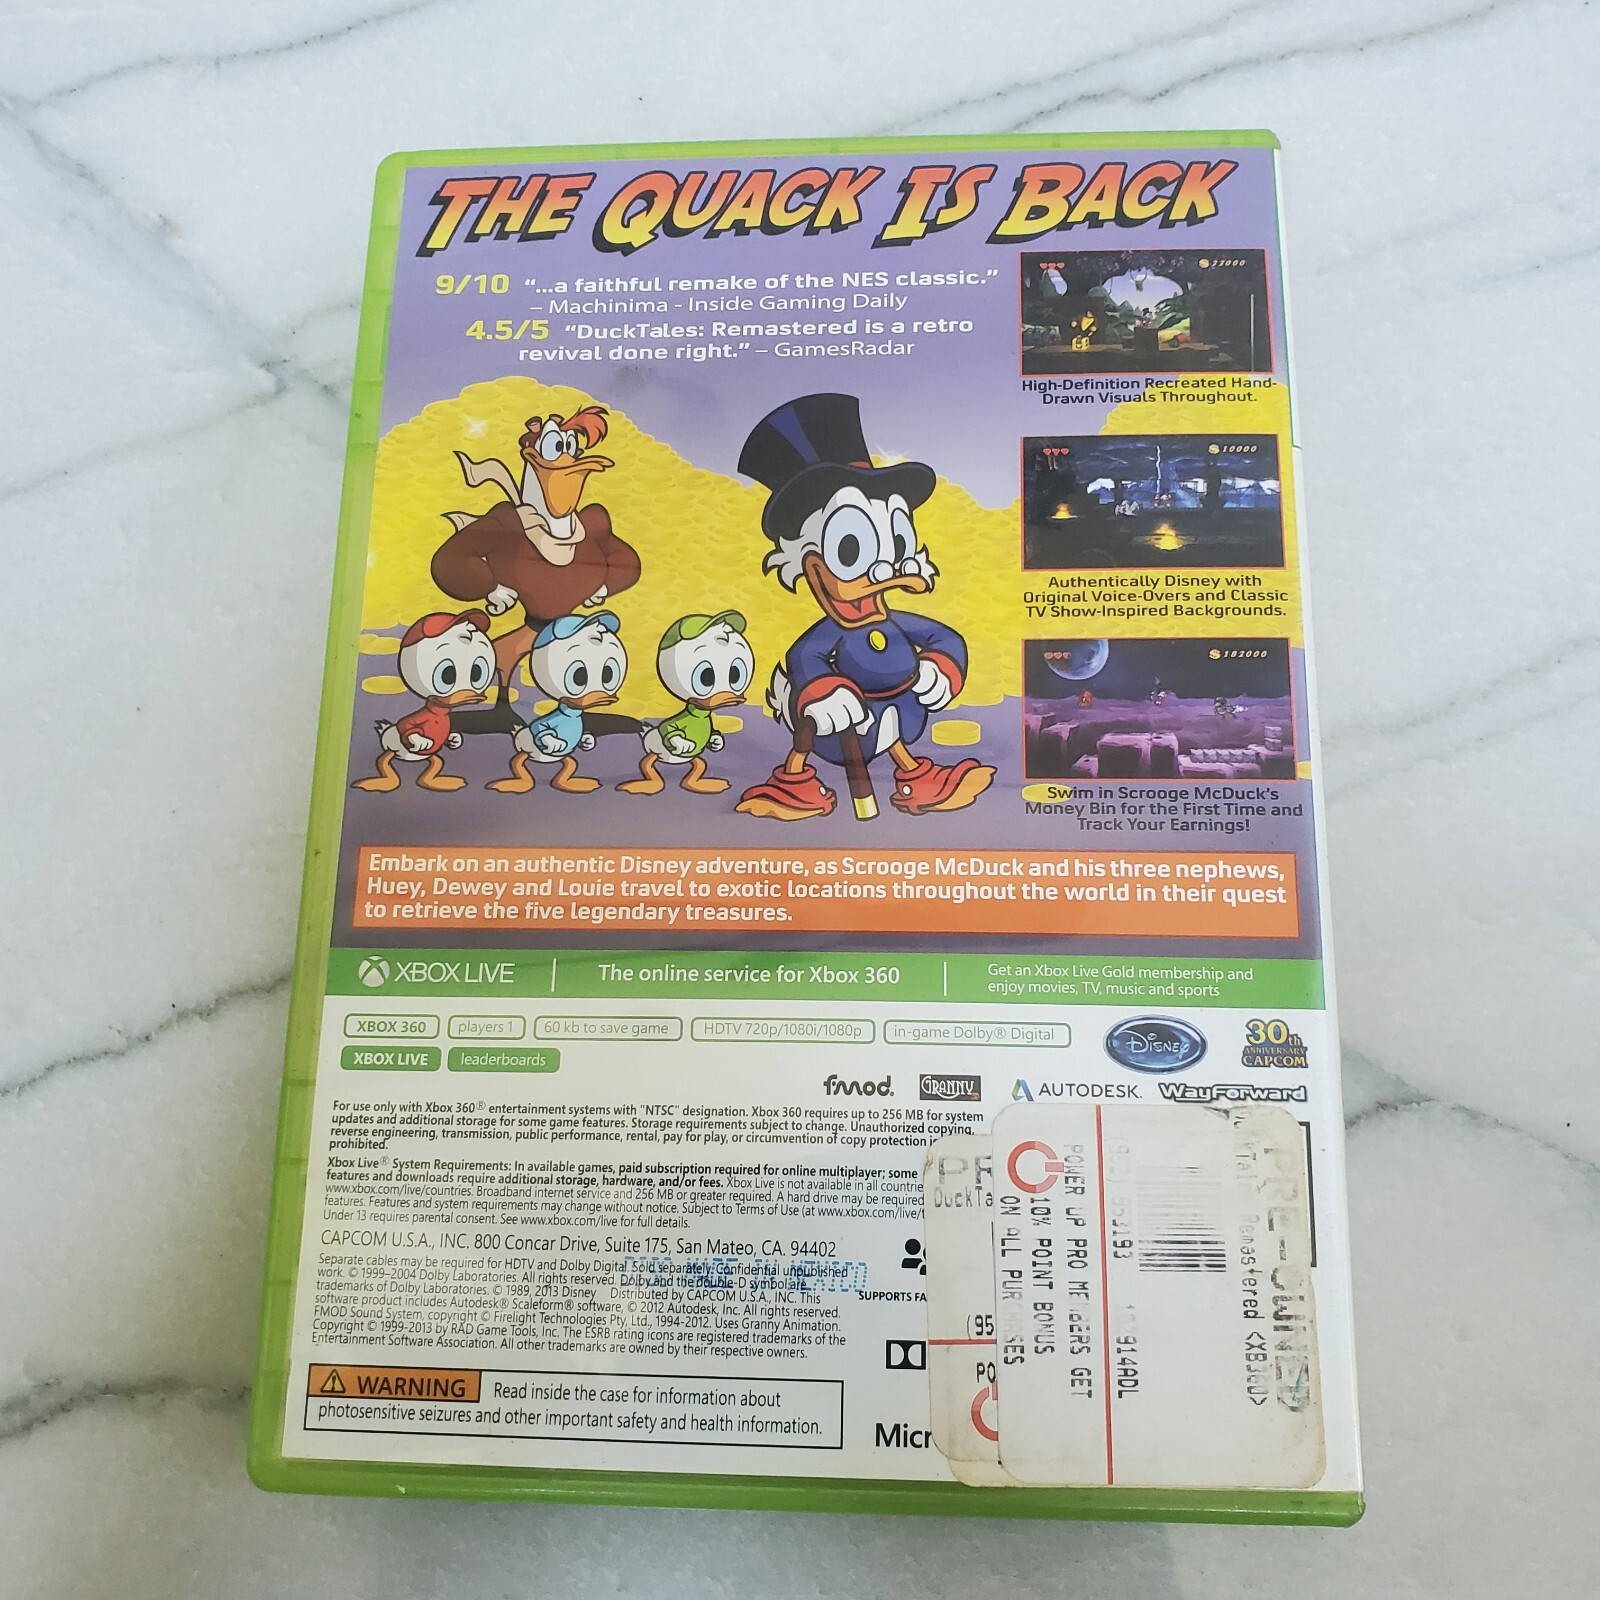 THE QUACK IS BACK
9/10 "...a faithful remake of the NES classic."
– Machinima - Inside Gaming Daily
4.5/5 "DuckTales: Remastered is a retro
revival done right." – GamesRadar
23000
High-Definition Recreated Hand-
Drawn Visuals Throughout.
$10000
Authentically Disney with
Original Voice-Overs and Classic
TV Show-Inspired Backgrounds.
$182000
Swim in Scrooge McDuck's
Money Bin for the First Time and
Track Your Earnings!
Embark on an authentic Disney adventure, as Scrooge McDuck and his three nephews,
Huey, Dewey and Louie travel to exotic locations throughout the world in their quest
to retrieve the five legendary treasures.
XBOX LIVE
The online service for Xbox 360
Get an Xbox Live Gold membership and
enjoy movies, TV, music and sports
XBOX 360 players 1 60 kb to save game HDTV 720p/1080i/1080p in-game Dolby® Digital
XBOX LIVE leaderboards
Disney
30th
ANNIVERSARY
CAPCOM
fmod. GRANNY AUTODESK. WayForward
For use only with Xbox 360® entertainment systems with "NTSC" designation. Xbox 360 requires up to 256 MB for system
updates and additional storage for some game features. Storage requirements subject to change. Unauthorized copying,
reverse engineering, transmission, public performance, rental, pay for play, or circumvention of copy protection is
prohibited.
Xbox Live® System Requirements: In available games, paid subscription required for online multiplayer; some
features and downloads require additional storage, hardware, and/or fees. Xbox Live is not available in all countrie
www.xbox.com/live/countries. Broadband internet service and 256 MB or greater required. A hard drive may be required
features. Features and system requirements may change without notice. Subject to Terms of Use (at www.xbox.com/live/t
Under 13 requires parental consent. See www.xbox.com/live for full details.
CAPCOM U.S.A., INC. 800 Concar Drive, Suite 175, San Mateo, CA. 94402
Separate cables may be required for HDTV and Dolby Digital. Sold separately. Confidential unpublished
work. © 1999–2004 Dolby Laboratories. All rights reserved. Dolby and the double-D symbol are
trademarks of Dolby Laboratories. © 1989, 2013 Disney Distributed by CAPCOM U.S.A., INC. This
software product includes Autodesk® Scaleform® software, © 2012 Autodesk, Inc. All rights reserved.
FMOD Sound System, copyright © Firelight Technologies Pty, Ltd., 1994-2012. Uses Granny Animation.
Copyright © 1999-2013 by RAD Game Tools, Inc. The ESRB rating icons are registered trademarks of the
Entertainment Software Association. All other trademarks are owned by their respective owners.
MEXICO
SUPPORTS FA
WARNING Read inside the case for information about
photosensitive seizures and other important safety and health information.
Micr
PR
DuckTa
(95
PO
POWER UP PRO MEMBERS GET
10% POINT BONUS
ON ALL PURCHASES
914ADL
Remastered <XB360>
PRE-OWNED